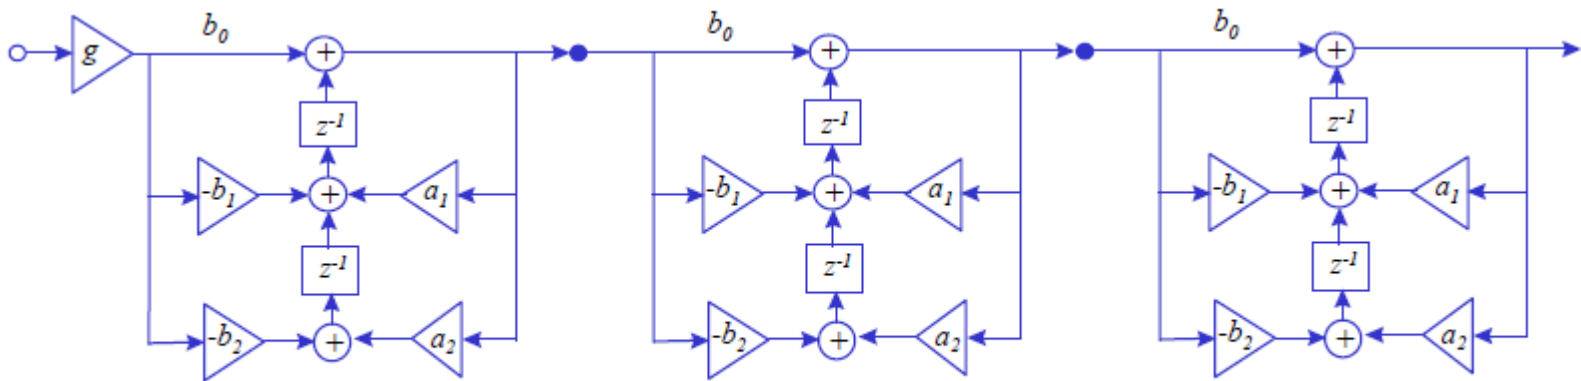 g b₀ + b₀ + b₀ +
z⁻¹ z⁻¹ z⁻¹
-b₁ + a₁ -b₁ + a₁ -b₁ + a₁
z⁻¹ z⁻¹ z⁻¹
-b₂ + a₂ -b₂ + a₂ -b₂ + a₂